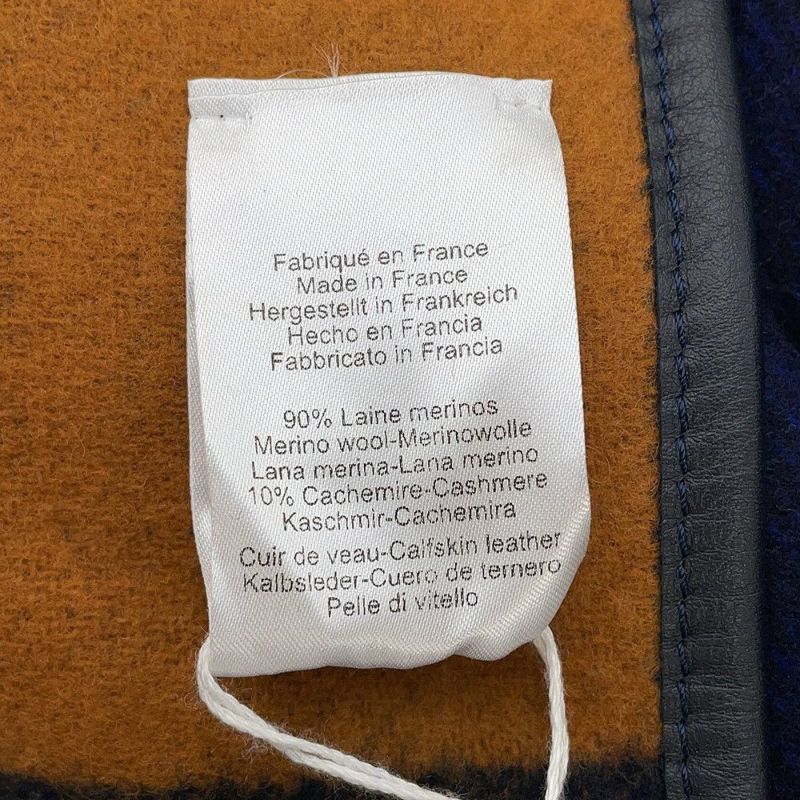 Fabriqué en France
Made in France
Hergestellt in Frankreich
Hecho en Francia
Fabbricato in Francia
90% Laine merinos
Merino wool-Merinowolle
Lana merina-Lana merino
10% Cachemire-Cashmere
Kaschmir-Cachemira
Cuir de veau-Calfskin leather
Kalbsleder-Cuero de ternero
Pelle di vitello